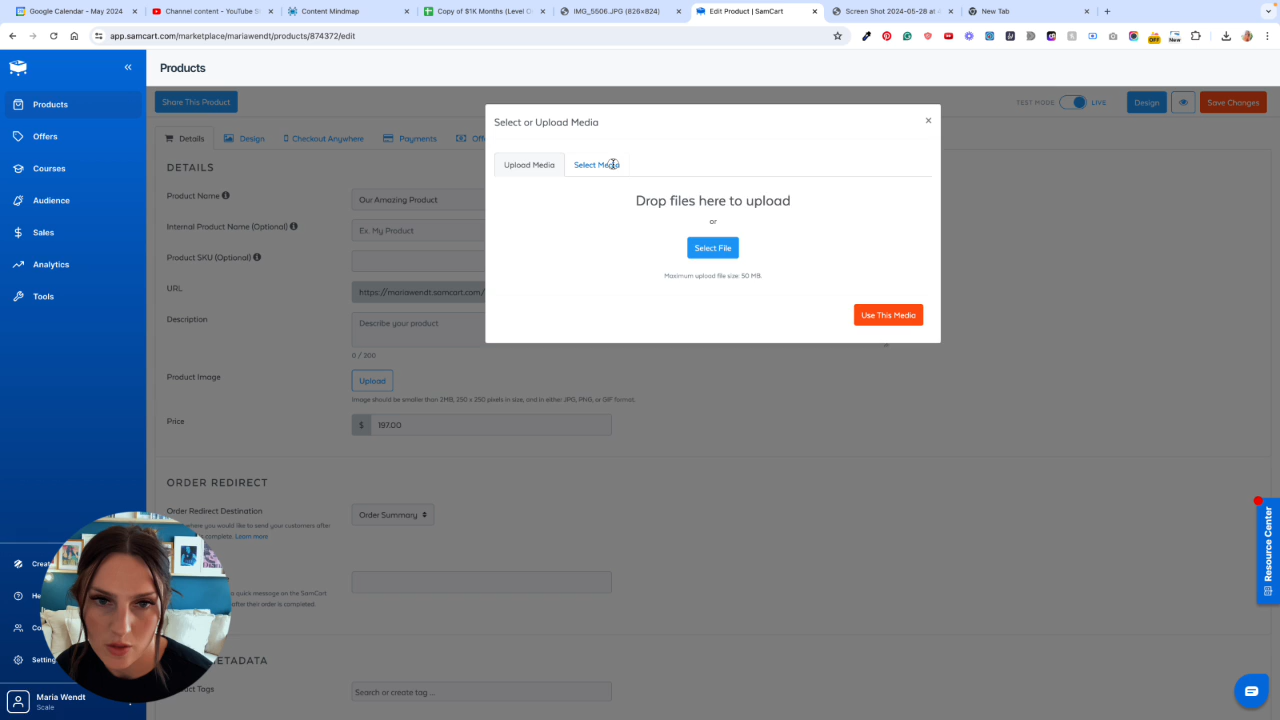 Google Calendar - May 2024
Channel content - YouTube St
Content Mindmap
Copy of $1K Months (Level O
IMG_5506.JPG (826×824)
Edit Product | SamCart
Screen Shot 2024-05-28 at 4
New Tab
app.samcart.com/marketplace/mariawendt/products/874372/edit
OFF
New
Products
Products
Offers
Courses
Audience
Sales
Analytics
Tools
Share This Product
TEST MODE
LIVE
Design
Save Changes
Details
Design
Checkout Anywhere
Payments
DETAILS
Product Name
Our Amazing Product
Internal Product Name (Optional)
Ex. My Product
Product SKU (Optional)
URL
https://mariawendt.samcart.com/
Description
Describe your product
0 / 300
Product Image
Upload
Image should be smaller than 2MB, 250 x 250 pixels in size, and in either JPG, PNG, or GIF format.
Price
$ 197.00
Select or Upload Media
×
Upload Media
Select Media
Drop files here to upload
or
Select File
Maximum upload file size: 50 MB.
Use This Media
ORDER REDIRECT
Order Redirect Destination
Order Summary
where you would like to send your customers after
complete. Learn more
quick message on the SamCart
after their order is completed.
METADATA
Product Tags
Search or create tag ...
Resource Center
Maria Wendt
Scale